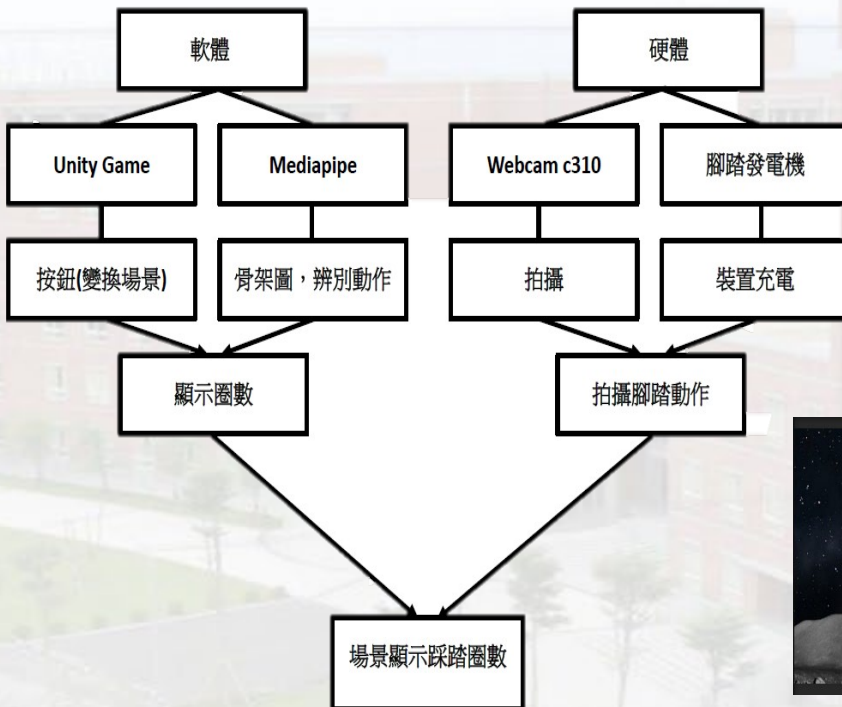 軟體
硬體
Unity Game
Mediapipe
Webcam c310
腳踏發電機
按鈕(變換場景)
骨架圖，辨別動作
拍攝
裝置充電
顯示圈數
拍攝腳踏動作
場景顯示踩踏圈數